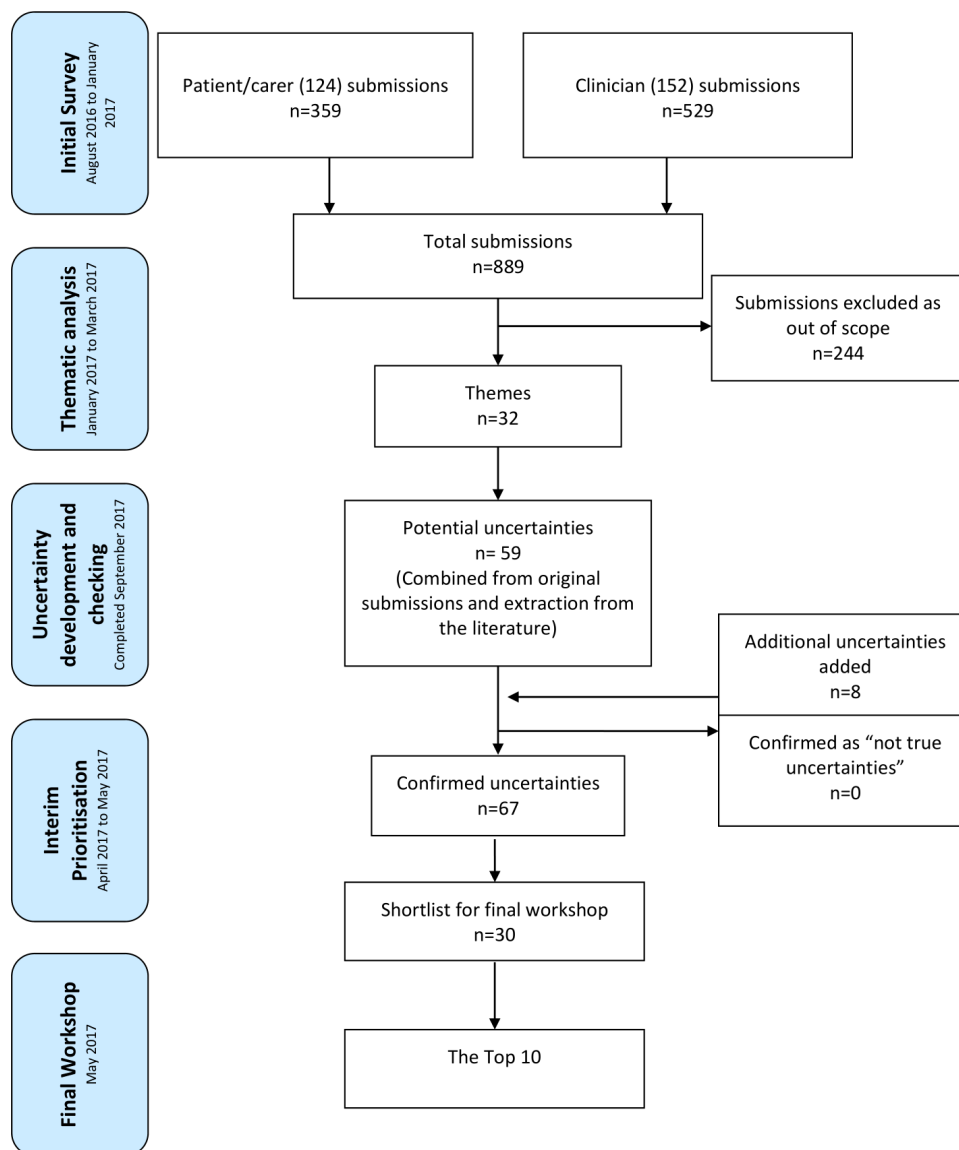 Initial Survey
August 2016 to January
2017
Patient/carer (124) submissions
n=359
Clinician (152) submissions
n=529
Total submissions
n=889
Thematic analysis
January 2017 to March 2017
Submissions excluded as
out of scope
n=244
Themes
n=32
Uncertainty
development and
checking
Completed September 2017
Potential uncertainties
n= 59
(Combined from original
submissions and extraction from
the literature)
Additional uncertainties
added
n=8
Confirmed as “not true
uncertainties”
n=0
Interim
Prioritisation
April 2017 to May 2017
Confirmed uncertainties
n=67
Shortlist for final workshop
n=30
Final Workshop
May 2017
The Top 10